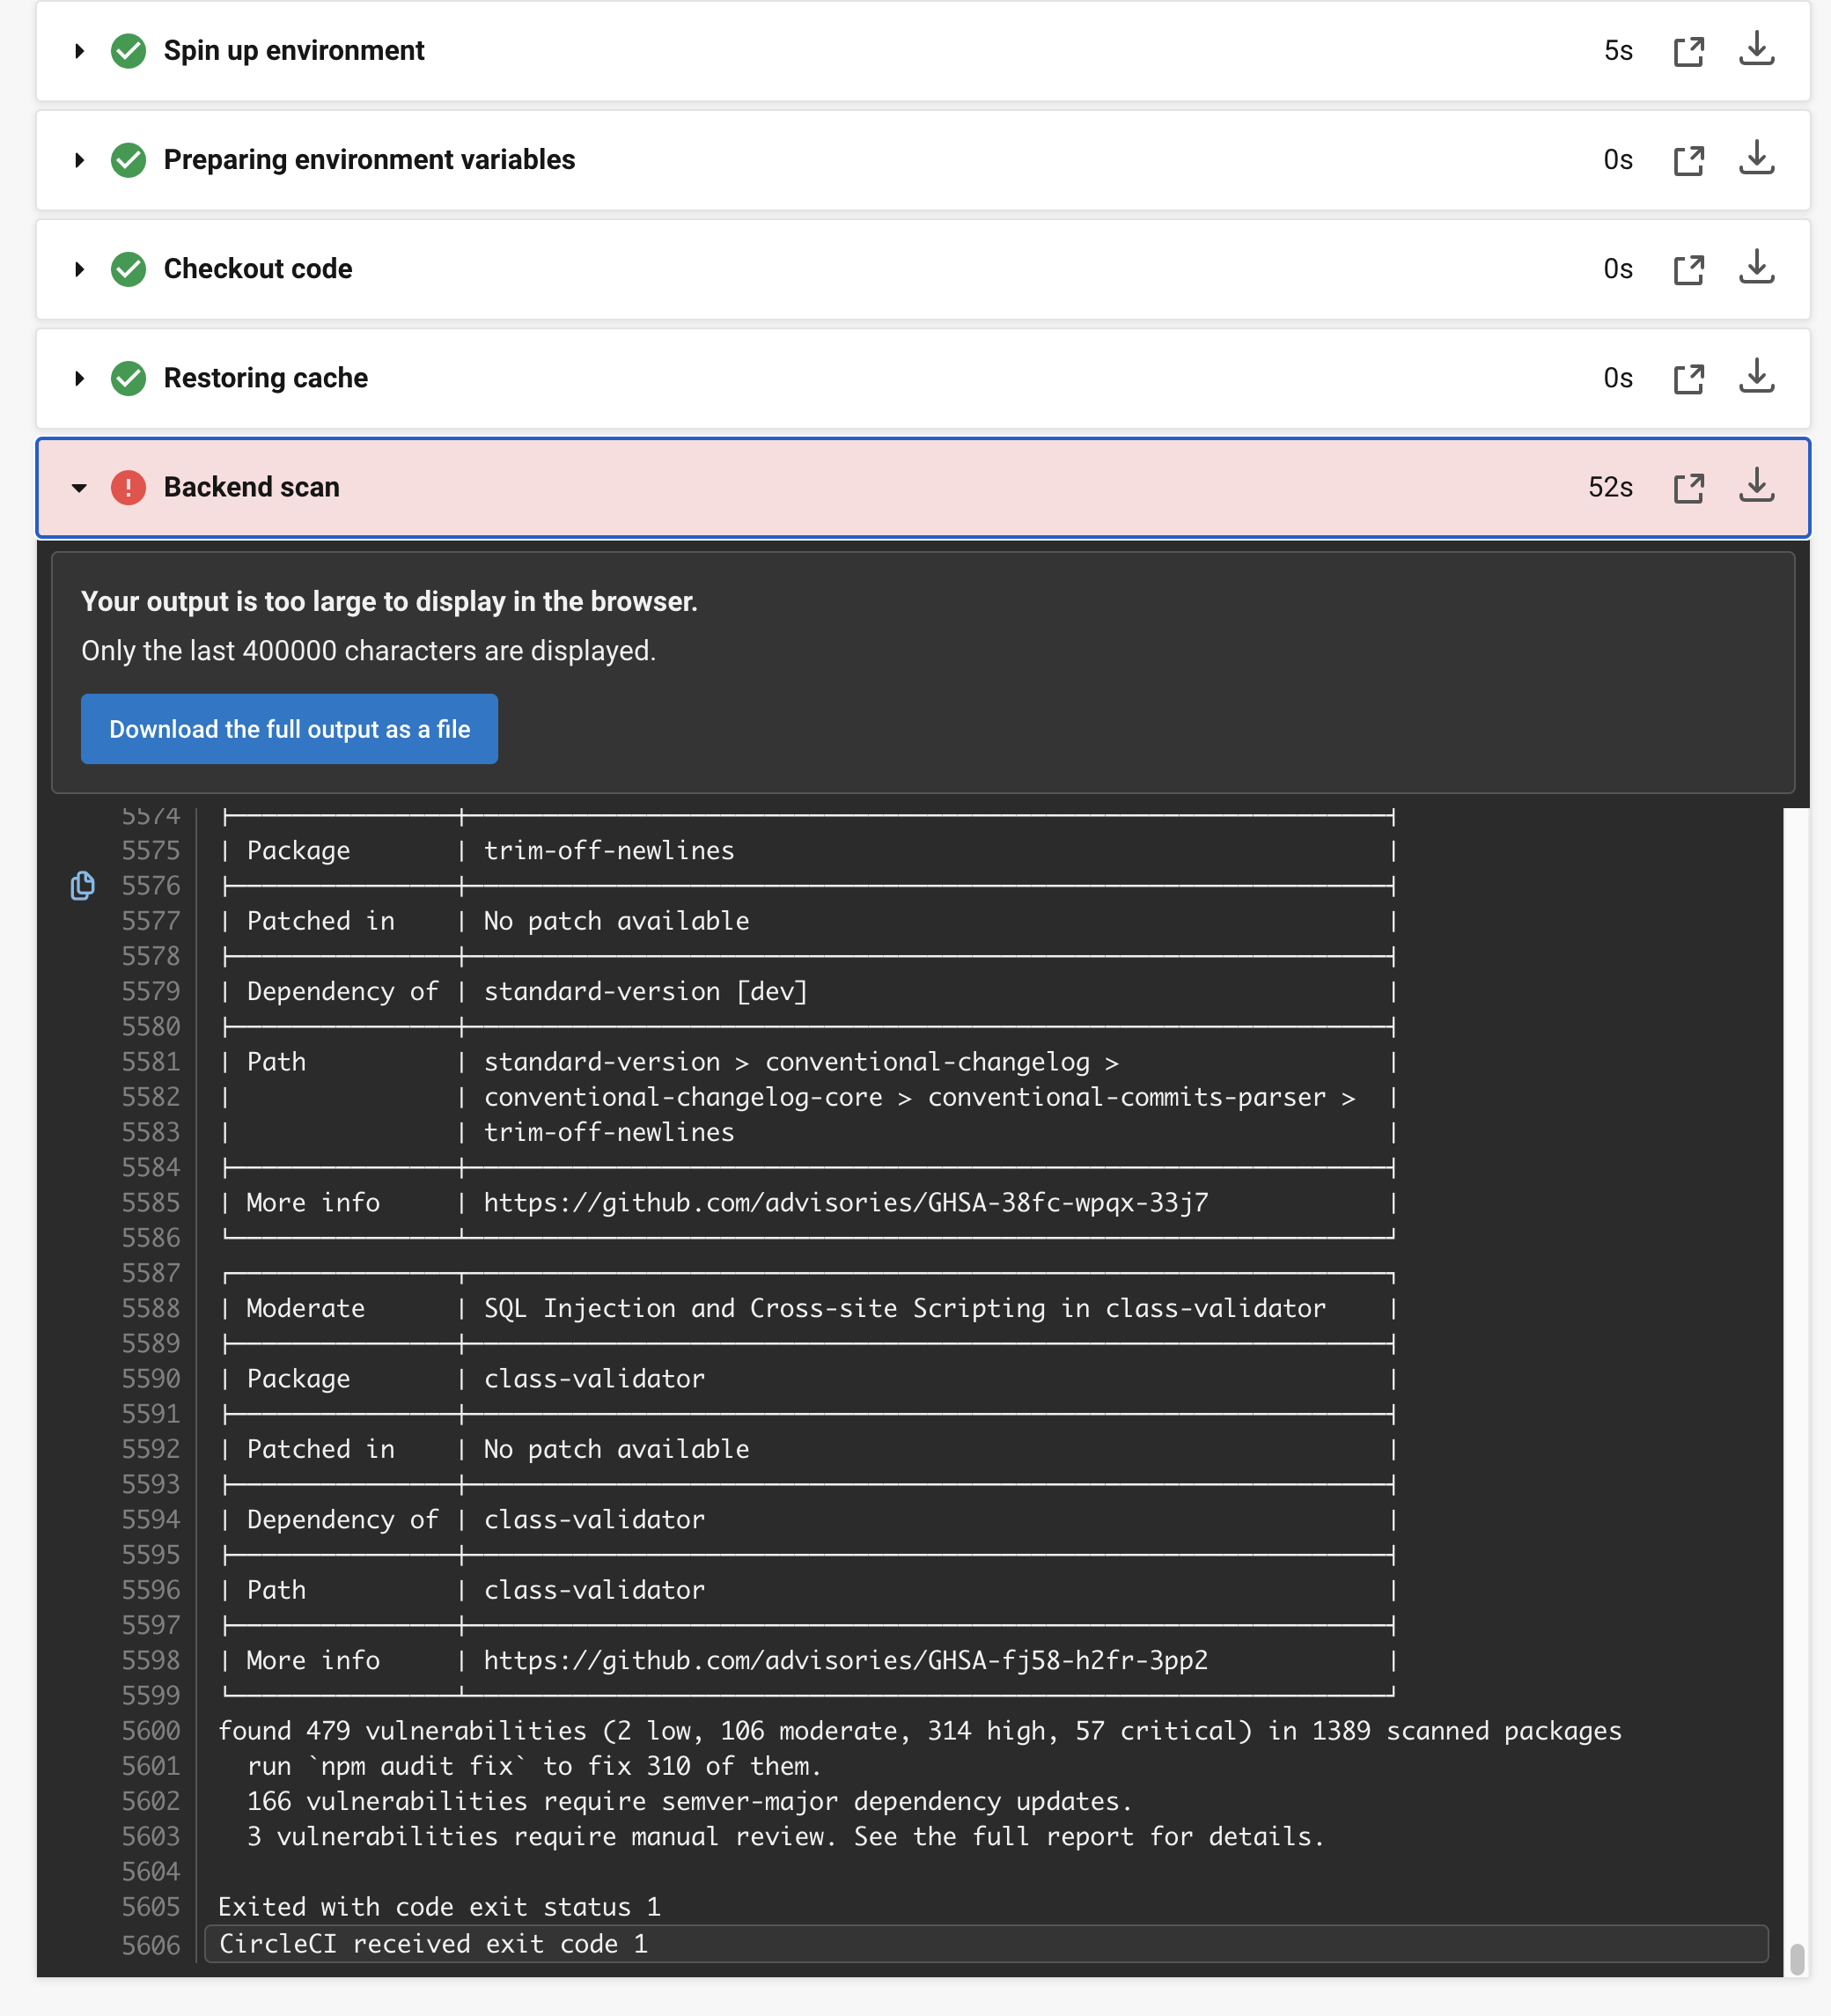 Spin up environment 5s
Preparing environment variables 0s
Checkout code 0s
Restoring cache 0s
! Backend scan 52s
Your output is too large to display in the browser.
Only the last 400000 characters are displayed.
Download the full output as a file
5574
5575 | Package | trim-off-newlines |
5576
5577 | Patched in | No patch available |
5578
5579 | Dependency of | standard-version [dev] |
5580
5581 | Path | standard-version > conventional-changelog > |
5582 | | conventional-changelog-core > conventional-commits-parser > |
5583 | | trim-off-newlines |
5584
5585 | More info | https://github.com/advisories/GHSA-38fc-wpqx-33j7 |
5586
5587
5588 | Moderate | SQL Injection and Cross-site Scripting in class-validator |
5589
5590 | Package | class-validator |
5591
5592 | Patched in | No patch available |
5593
5594 | Dependency of | class-validator |
5595
5596 | Path | class-validator |
5597
5598 | More info | https://github.com/advisories/GHSA-fj58-h2fr-3pp2 |
5599
5600 found 479 vulnerabilities (2 low, 106 moderate, 314 high, 57 critical) in 1389 scanned packages
5601 run `npm audit fix` to fix 310 of them.
5602 166 vulnerabilities require semver-major dependency updates.
5603 3 vulnerabilities require manual review. See the full report for details.
5604
5605 Exited with code exit status 1
5606 CircleCI received exit code 1